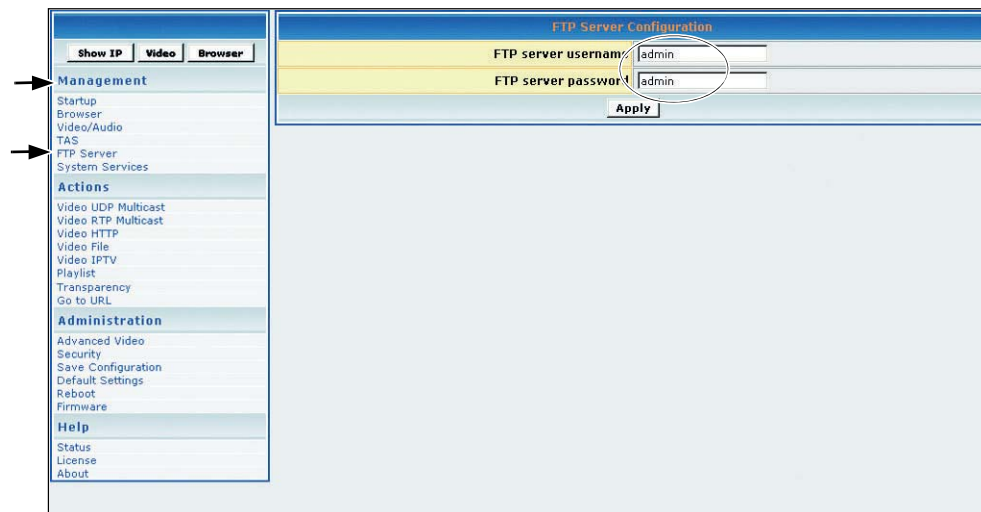 Show IP Video Browser
Management
Startup
Browser
Video/Audio
TAS
FTP Server
System Services
Actions
Video UDP Multicast
Video RTP Multicast
Video HTTP
Video File
Video IPTV
Playlist
Transparency
Go to URL
Administration
Advanced Video
Security
Save Configuration
Default Settings
Reboot
Firmware
Help
Status
License
About
FTP Server Configuration
FTP server username admin
FTP server password admin
Apply